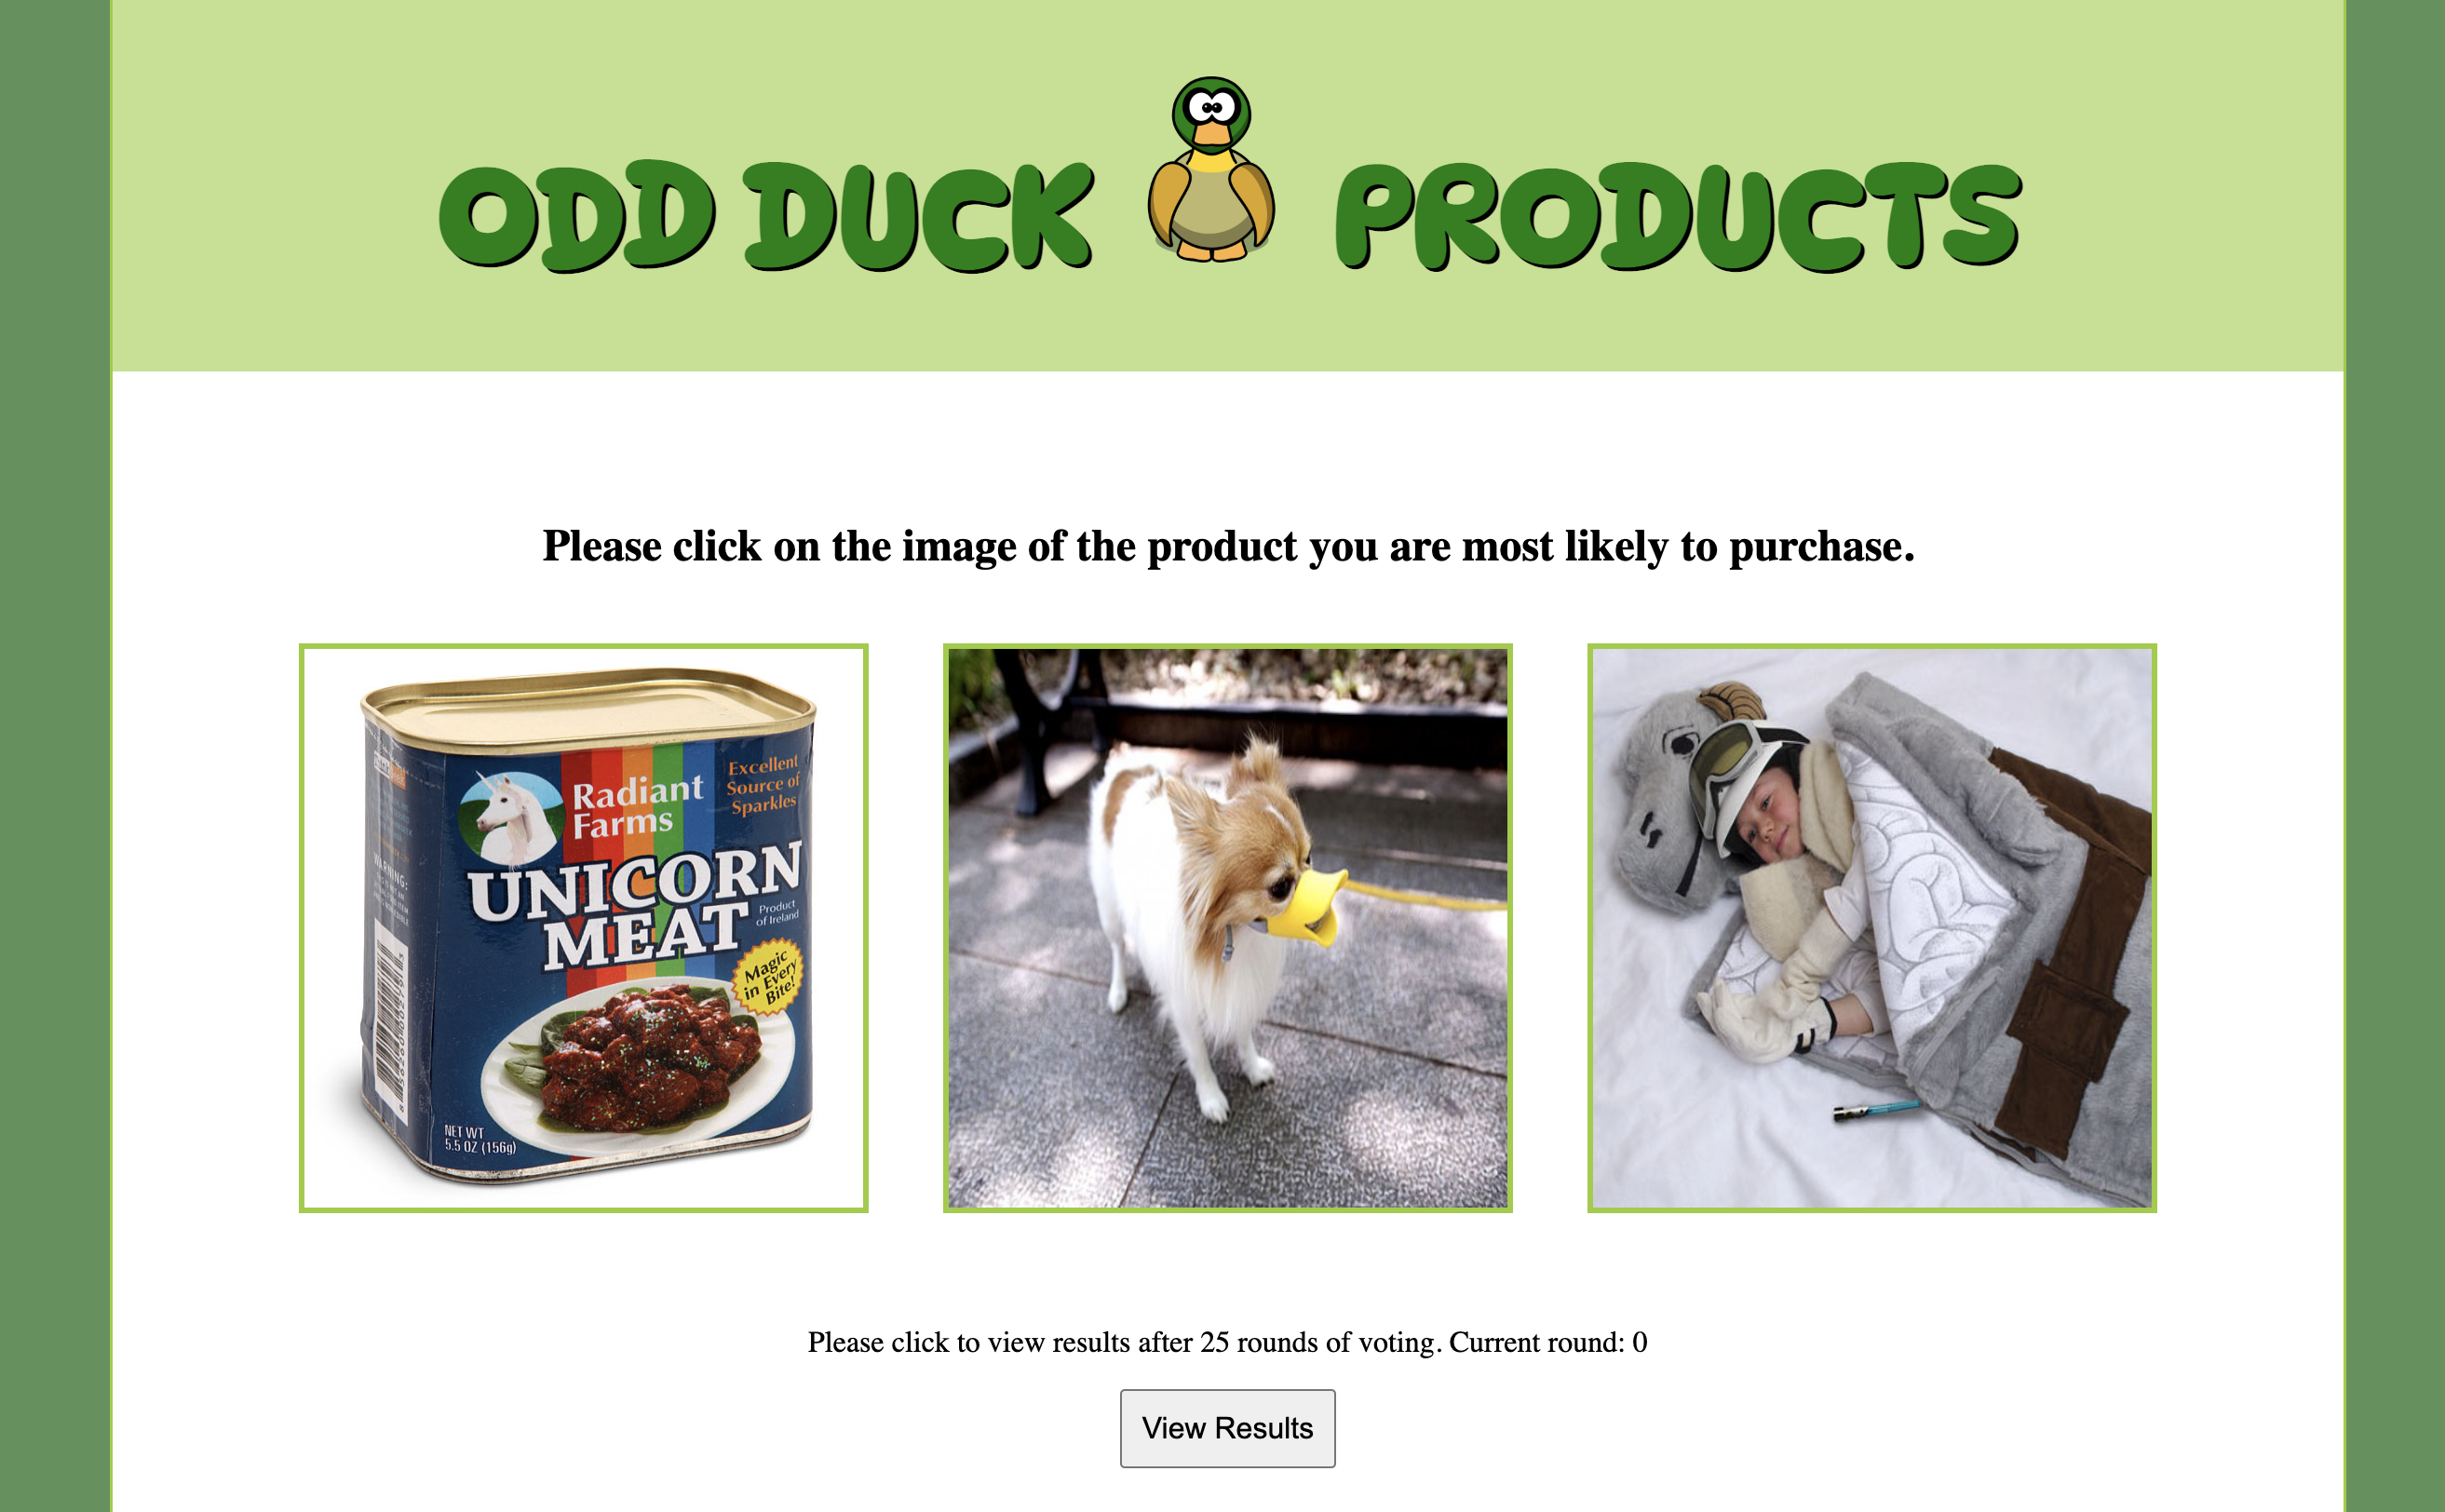 ODD DUCK PRODUCTS
Please click on the image of the product you are most likely to purchase.
Radiant
Farms
Excellent
Source of
Sparkles
UNICORN
MEAT
Product
of Ireland
Magic
in Every
Bite!
NET WT
5.5 OZ (156g)
WARNING:
Please click to view results after 25 rounds of voting. Current round: 0
View Results